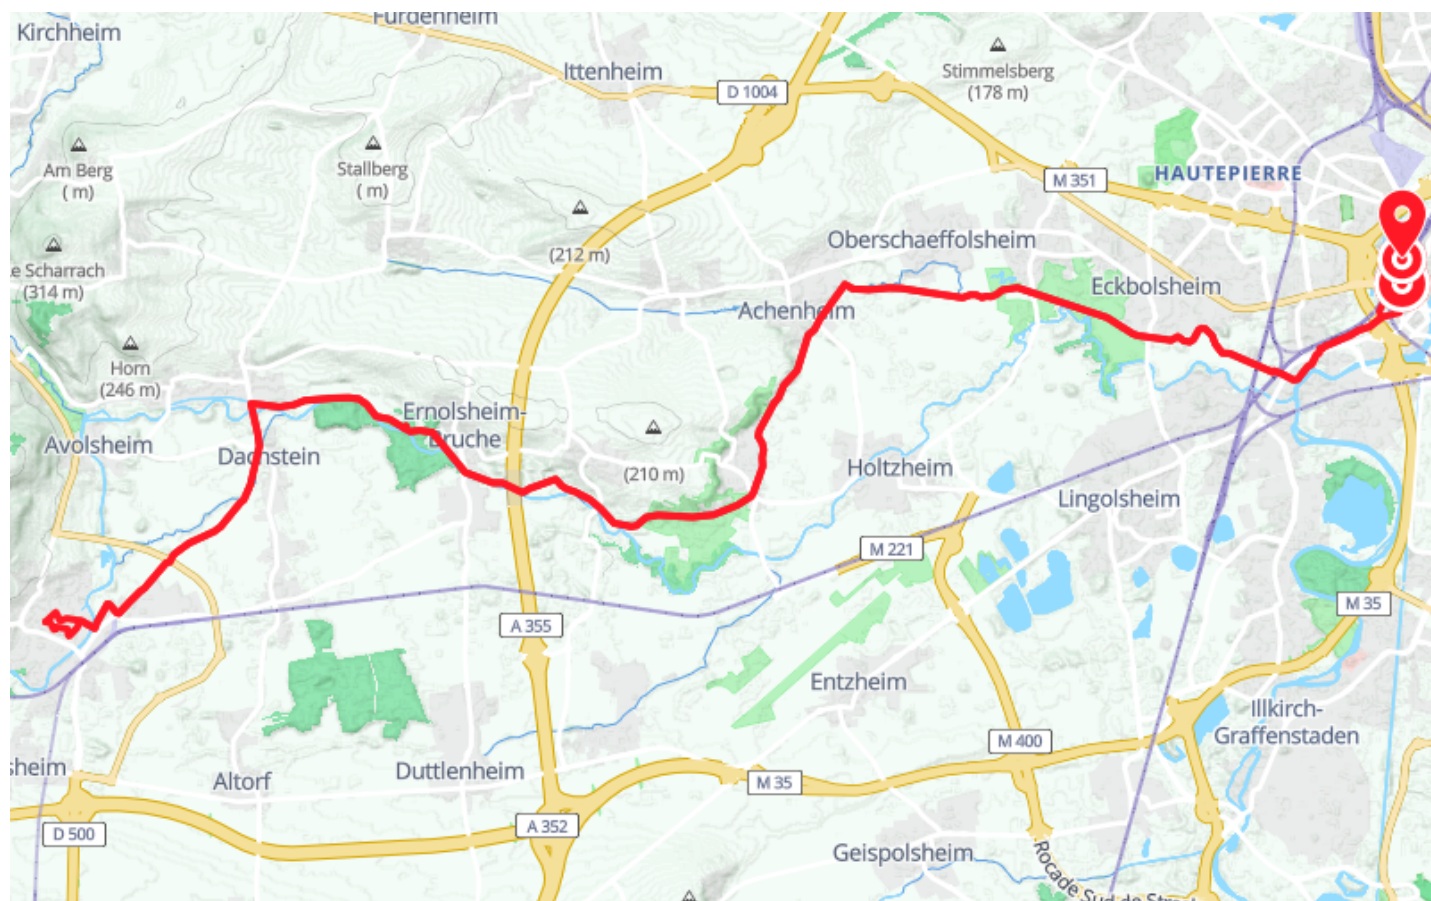 Kirchheim
Furdenheim
Ittenheim
Stimmelsberg
(178 m)
D 1004
Am Berg
( m)
Stallberg
( m)
M 351
HAUTEPIERRE
(212 m)
Oberschaeffolsheim
e Scharrach
(314 m)
Eckbolsheim
Achenheim
Horn
(246 m)
Ernolsheim-
Bruche
Avolsheim
Dachstein
(210 m)
Holtzheim
Lingolsheim
M 221
A 355
M 35
Entzheim
Illkirch-
Graffenstaden
M 400
sheim
Altorf
Duttlenheim
M 35
D 500
A 352
Geispolsheim
Rocade Sud de Stra